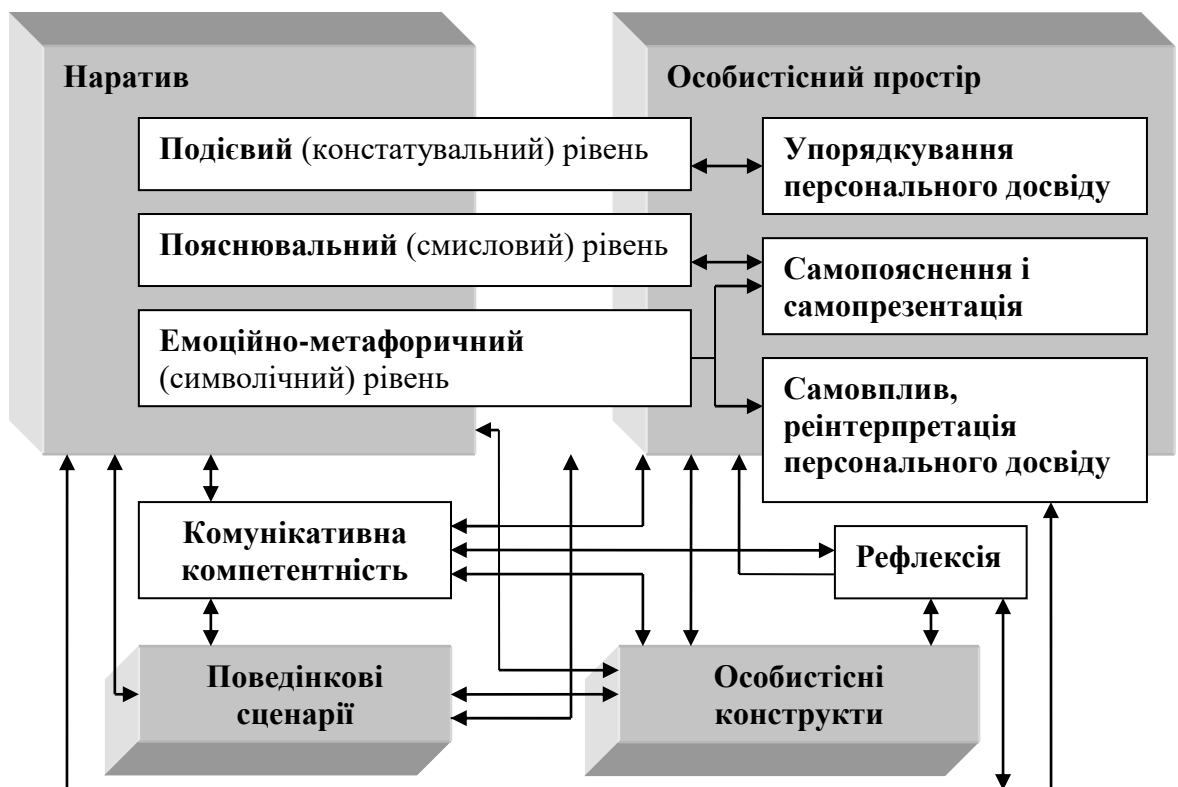 Наратив
Особистісний простір
Подієвий (констатувальний) рівень
Упорядкування
персонального досвіду
Пояснювальний (смисловий) рівень
Самопояснення і
самопрезентація
Емоційно-метафоричний
(символічний) рівень
Самовплив,
реінтерпретація
персонального досвіду
Комунікативна
компетентність
Рефлексія
Поведінкові
сценарії
Особистісні
конструкти